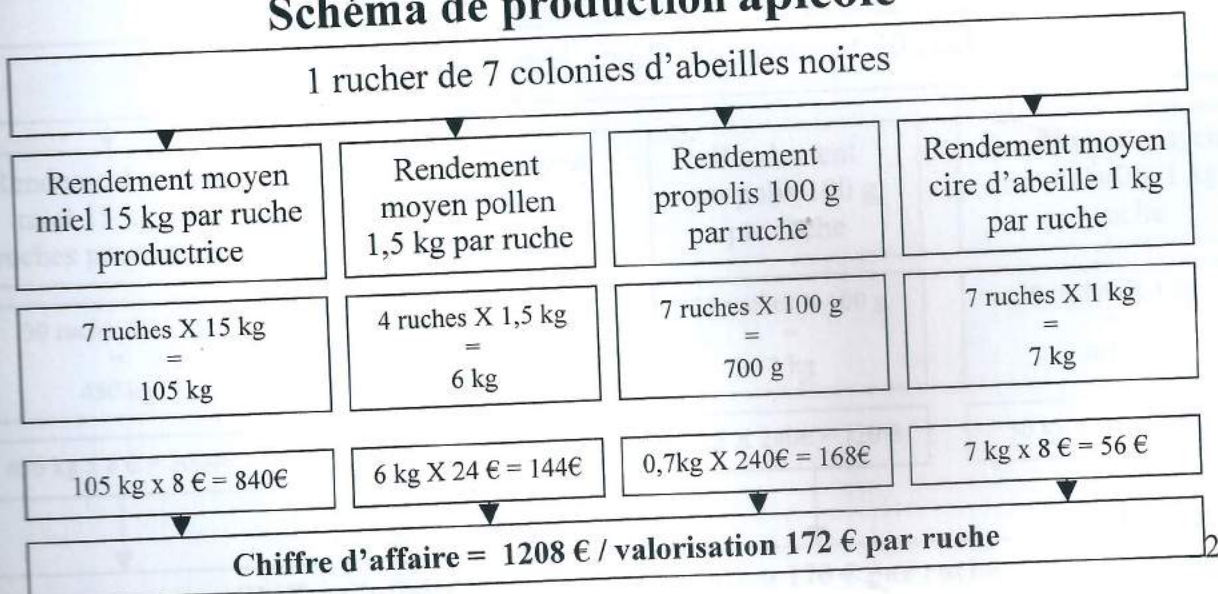 Schéma de production apicole
1 rucher de 7 colonies d'abeilles noires
Rendement moyen
miel 15 kg par ruche
productrice
Rendement
moyen pollen
1,5 kg par ruche
Rendement
propolis 100 g
par ruche
Rendement moyen
cire d'abeille 1 kg
par ruche
7 ruches X 15 kg
=
105 kg
4 ruches X 1,5 kg
=
6 kg
7 ruches X 100 g
=
700 g
7 ruches X 1 kg
=
7 kg
105 kg x 8 € = 840€
6 kg X 24 € = 144€
0,7kg X 240€ = 168€
7 kg x 8 € = 56 €
Chiffre d'affaire = 1208 € / valorisation 172 € par ruche
2